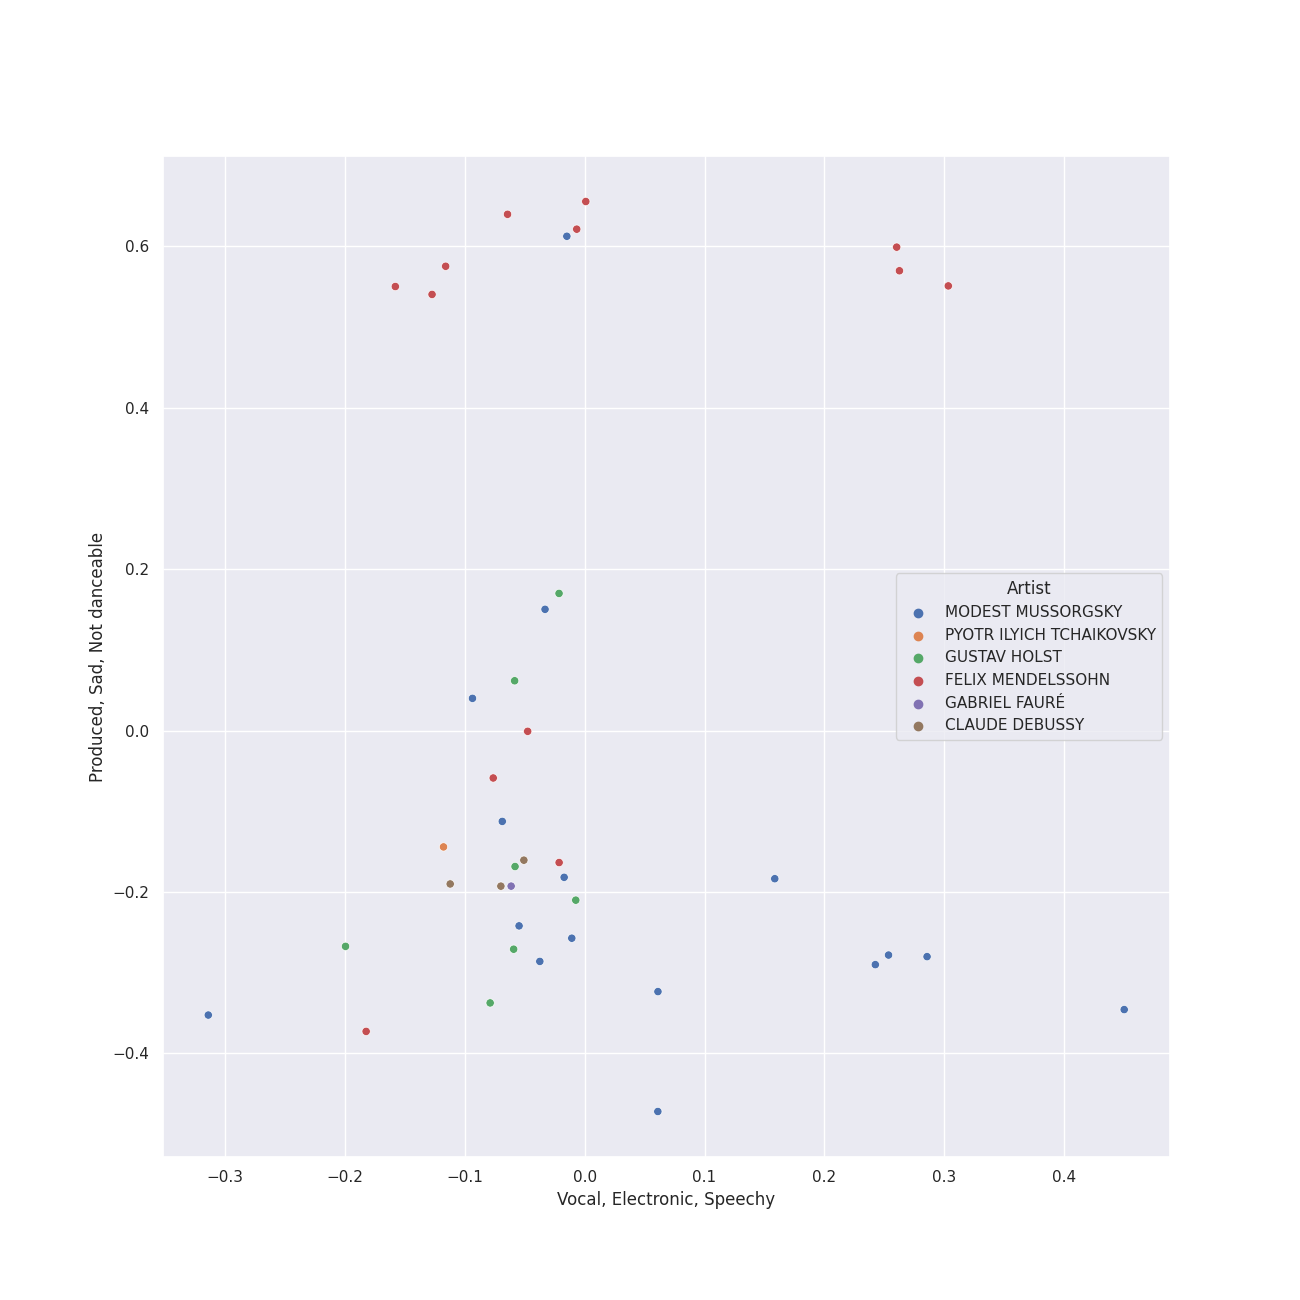 0.6
0.4
0.2
0.0
−0.2
−0.4
Produced, Sad, Not danceable
Artist
MODEST MUSSORGSKY
PYOTR ILYICH TCHAIKOVSKY
GUSTAV HOLST
FELIX MENDELSSOHN
GABRIEL FAURÉ
CLAUDE DEBUSSY
−0.3 −0.2 −0.1 0.0 0.1 0.2 0.3 0.4
Vocal, Electronic, Speechy